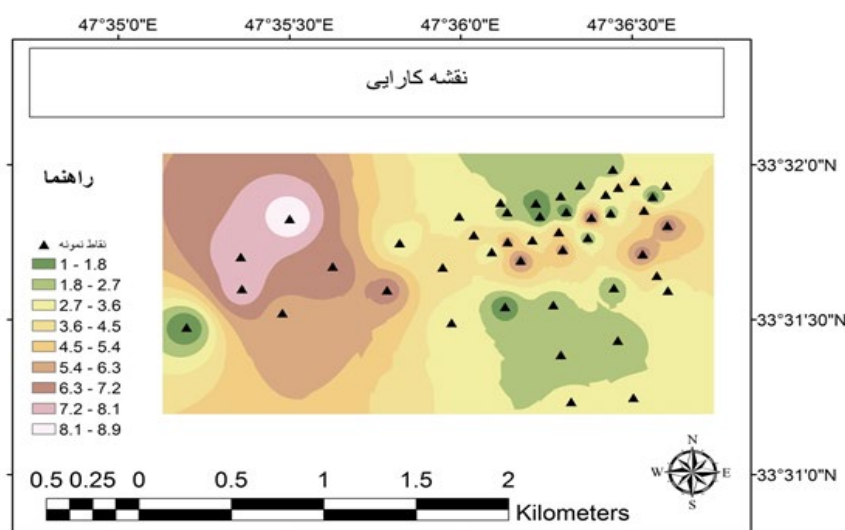 47°35'0"E 47°35'30"E 47°36'0"E 47°36'30"E
نقشه کارایی
33°32'0"N
33°31'30"N
33°31'0"N
راهنما
نقاط نمونه
1 - 1.8
1.8 - 2.7
2.7 - 3.6
3.6 - 4.5
4.5 - 5.4
5.4 - 6.3
6.3 - 7.2
7.2 - 8.1
8.1 - 8.9
N
W E
S
0.5 0.25 0 0.5 1 1.5 2
Kilometers